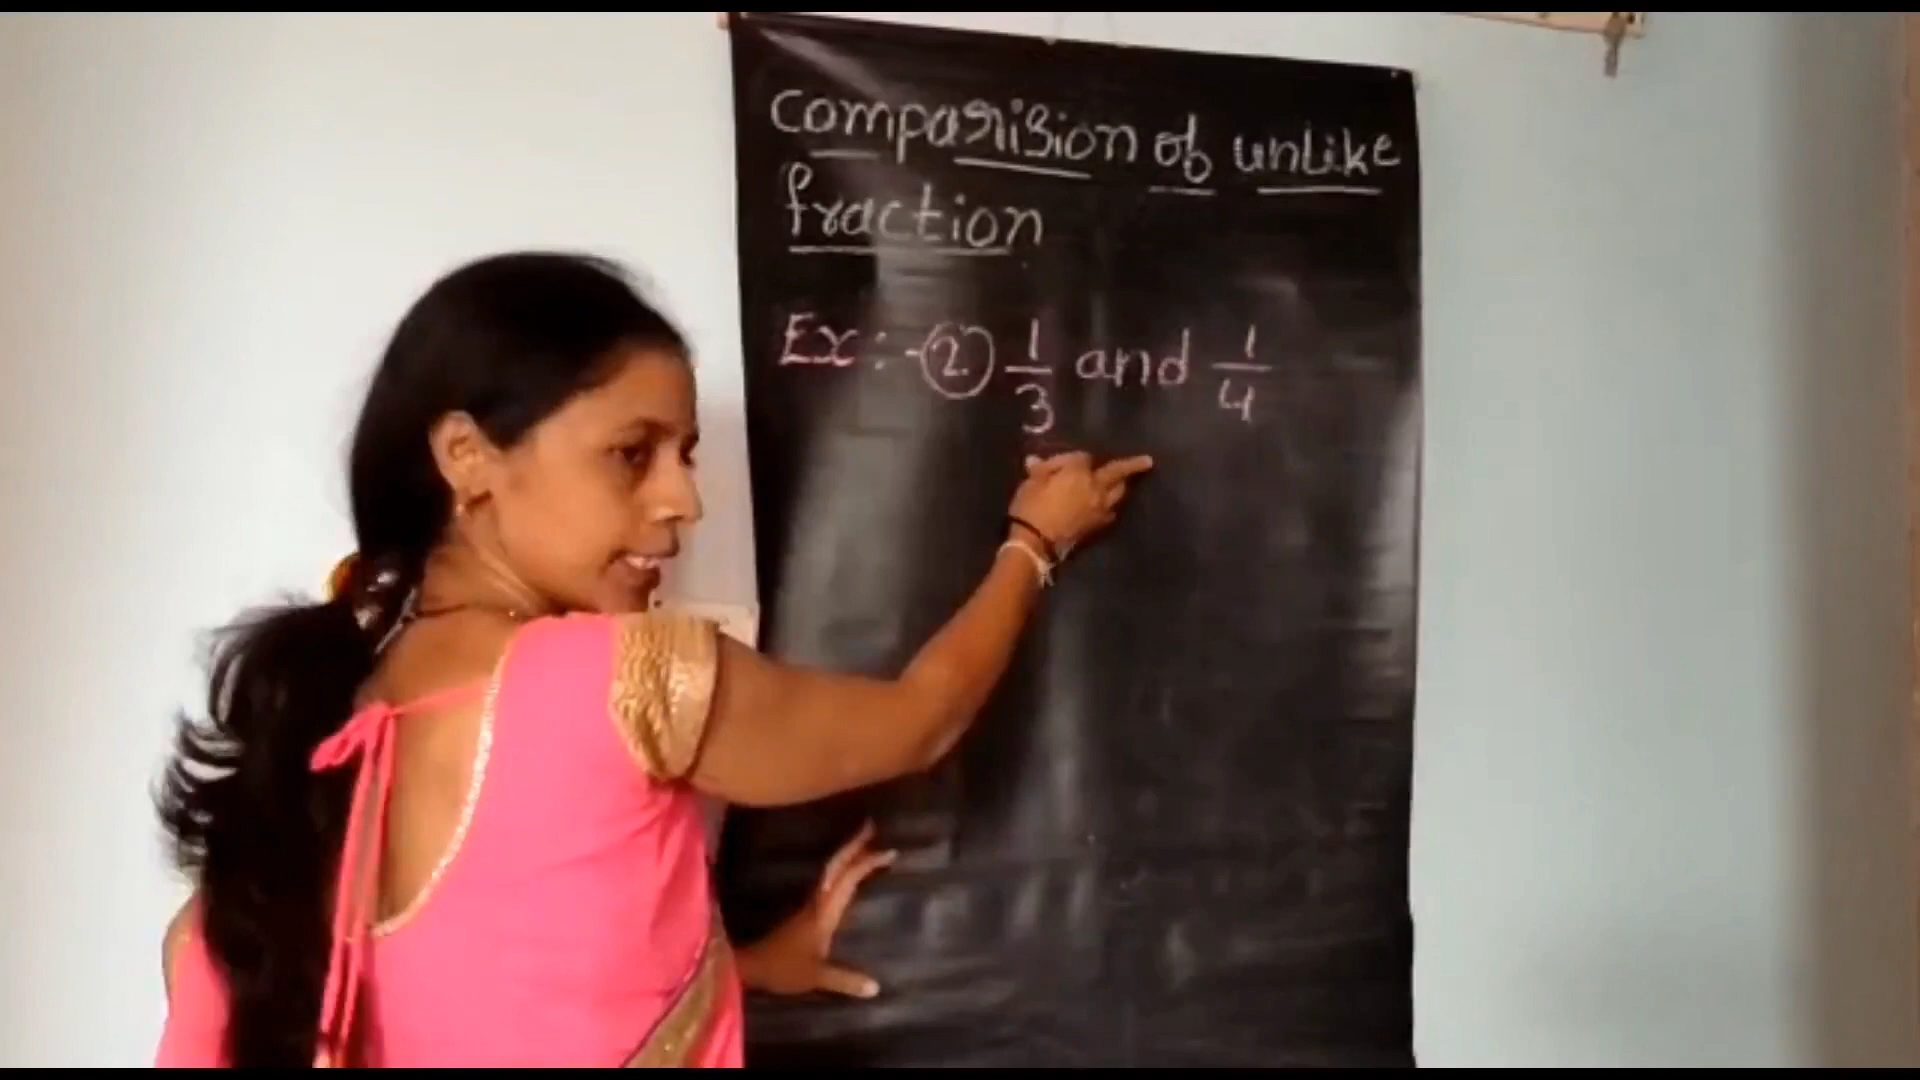 Comparision of unlike
fraction
Ex:-② 1/3 and 1/4